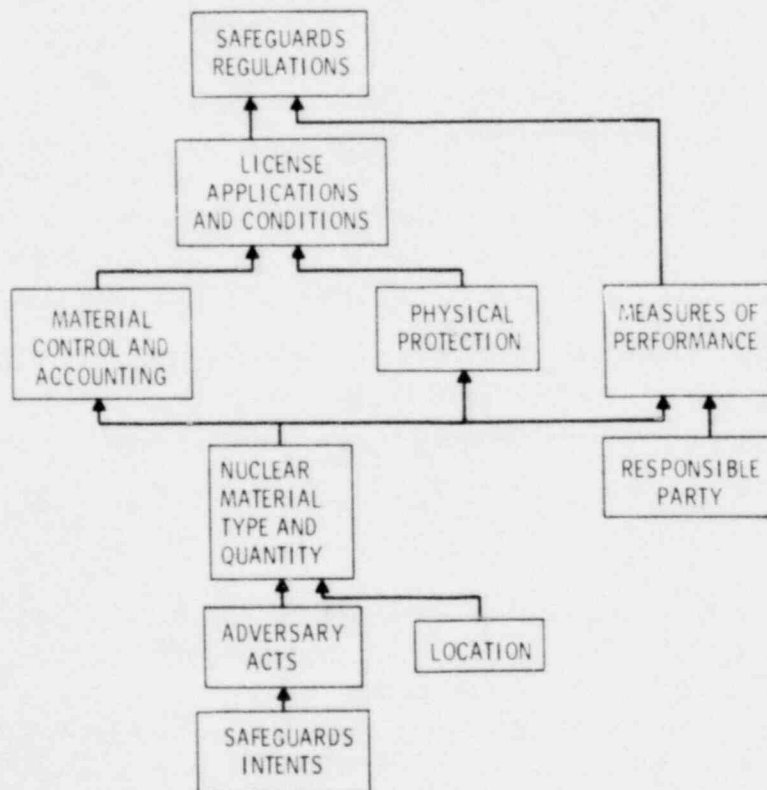 SAFEGUARDS
REGULATIONS
LICENSE
APPLICATIONS
AND CONDITIONS
MATERIAL
CONTROL AND
ACCOUNTING
PHYSICAL
PROTECTION
MEASURES OF
PERFORMANCE
NUCLEAR
MATERIAL
TYPE AND
QUANTITY
RESPONSIBLE
PARTY
ADVERSARY
ACTS
LOCATION
SAFEGUARDS
INTENTS